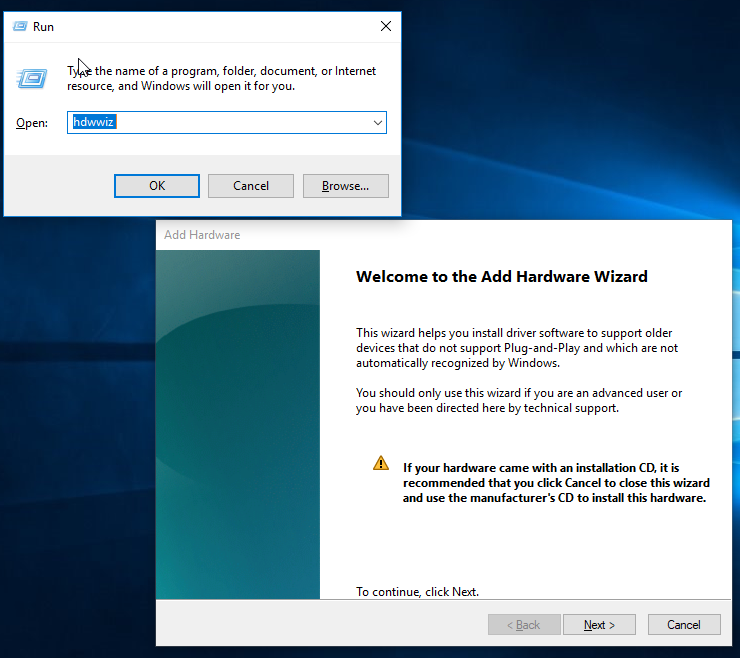 Run
Type the name of a program, folder, document, or Internet
resource, and Windows will open it for you.
Open:
hdwwiz
OK
Cancel
Browse...
Add Hardware
Welcome to the Add Hardware Wizard
This wizard helps you install driver software to support older
devices that do not support Plug-and-Play and which are not
automatically recognized by Windows.
You should only use this wizard if you are an advanced user or
you have been directed here by technical support.
If your hardware came with an installation CD, it is
recommended that you click Cancel to close this wizard
and use the manufacturer's CD to install this hardware.
To continue, click Next.
< Back
Next >
Cancel